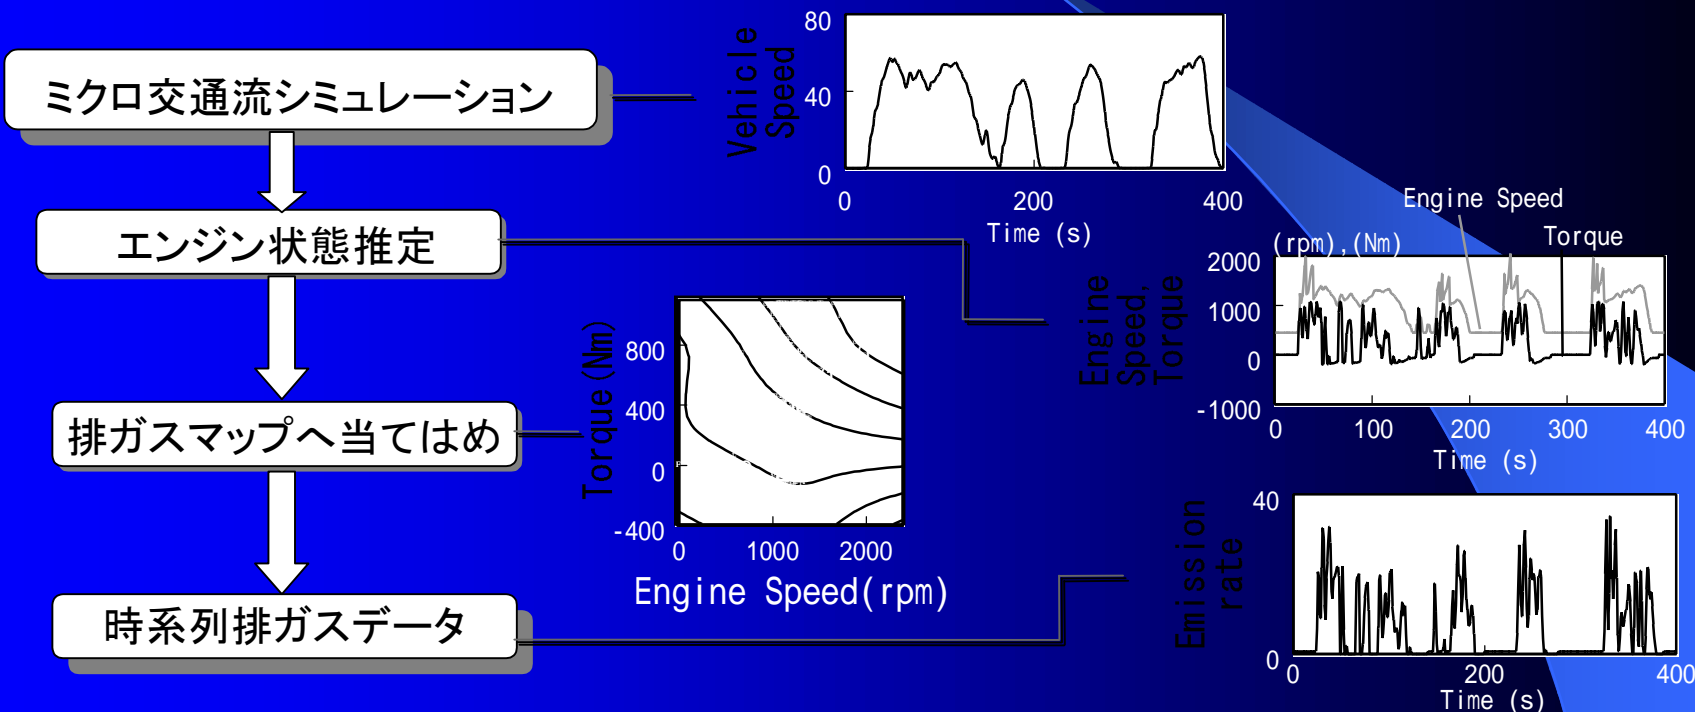 ミクロ交通流シミュレーション
エンジン状態推定
排ガスマップへ当てはめ
時系列排ガスデータ
Vehicle
Speed
80
40
0
0 200 400
Time (s)
Engine Speed
(rpm),(Nm)
Torque
Engine
Speed,
Torque
2000
1000
0
-1000
0 100 200 300 400
Time (s)
Torque(Nm)
800
400
0
-400
0 1000 2000
Engine Speed(rpm)
Emission
rate
40
0
0 200 400
Time (s)